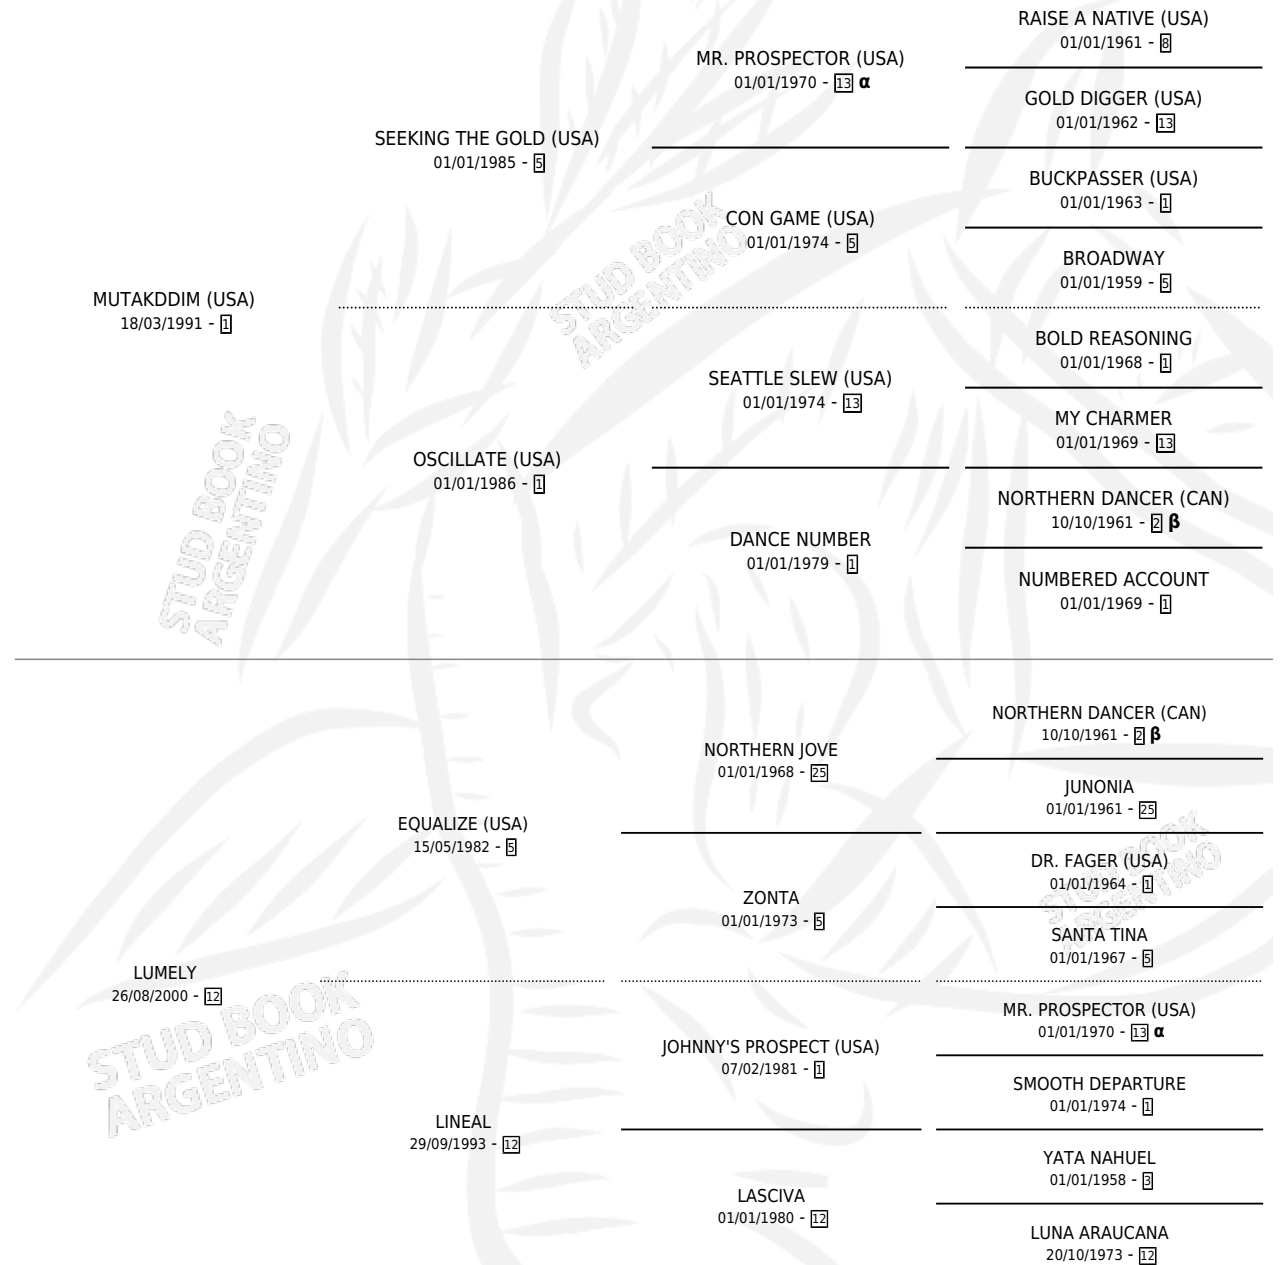 RAISE A NATIVE (USA)
01/01/1961 - 8
MR. PROSPECTOR (USA)
01/01/1970 - 13 α
GOLD DIGGER (USA)
01/01/1962 - 13
SEEKING THE GOLD (USA)
01/01/1985 - 5
BUCKPASSER (USA)
01/01/1963 - 1
CON GAME (USA)
01/01/1974 - 5
BROADWAY
01/01/1959 - 5
MUTAKDDIM (USA)
18/03/1991 - 1
BOLD REASONING
01/01/1968 - 1
SEATTLE SLEW (USA)
01/01/1974 - 13
MY CHARMER
01/01/1969 - 13
OSCILLATE (USA)
01/01/1986 - 1
NORTHERN DANCER (CAN)
10/10/1961 - 2 β
DANCE NUMBER
01/01/1979 - 1
NUMBERED ACCOUNT
01/01/1969 - 1
NORTHERN DANCER (CAN)
10/10/1961 - 2 β
NORTHERN JOVE
01/01/1968 - 25
JUNONIA
01/01/1961 - 25
EQUALIZE (USA)
15/05/1982 - 5
DR. FAGER (USA)
01/01/1964 - 1
ZONTA
01/01/1973 - 5
SANTA TINA
01/01/1967 - 5
LUMELY
26/08/2000 - 12
MR. PROSPECTOR (USA)
01/01/1970 - 13 α
JOHNNY'S PROSPECT (USA)
07/02/1981 - 1
SMOOTH DEPARTURE
01/01/1974 - 1
LINEAL
29/09/1993 - 12
YATA NAHUEL
01/01/1958 - 3
LASCIVA
01/01/1980 - 12
LUNA ARAUCANA
20/10/1973 - 12
STUD BOOK
ARGENTINO
STUD BOOK
ARGENTINO
STUD BOOK
ARGENTINO
STUD BOOK
ARGENTINO